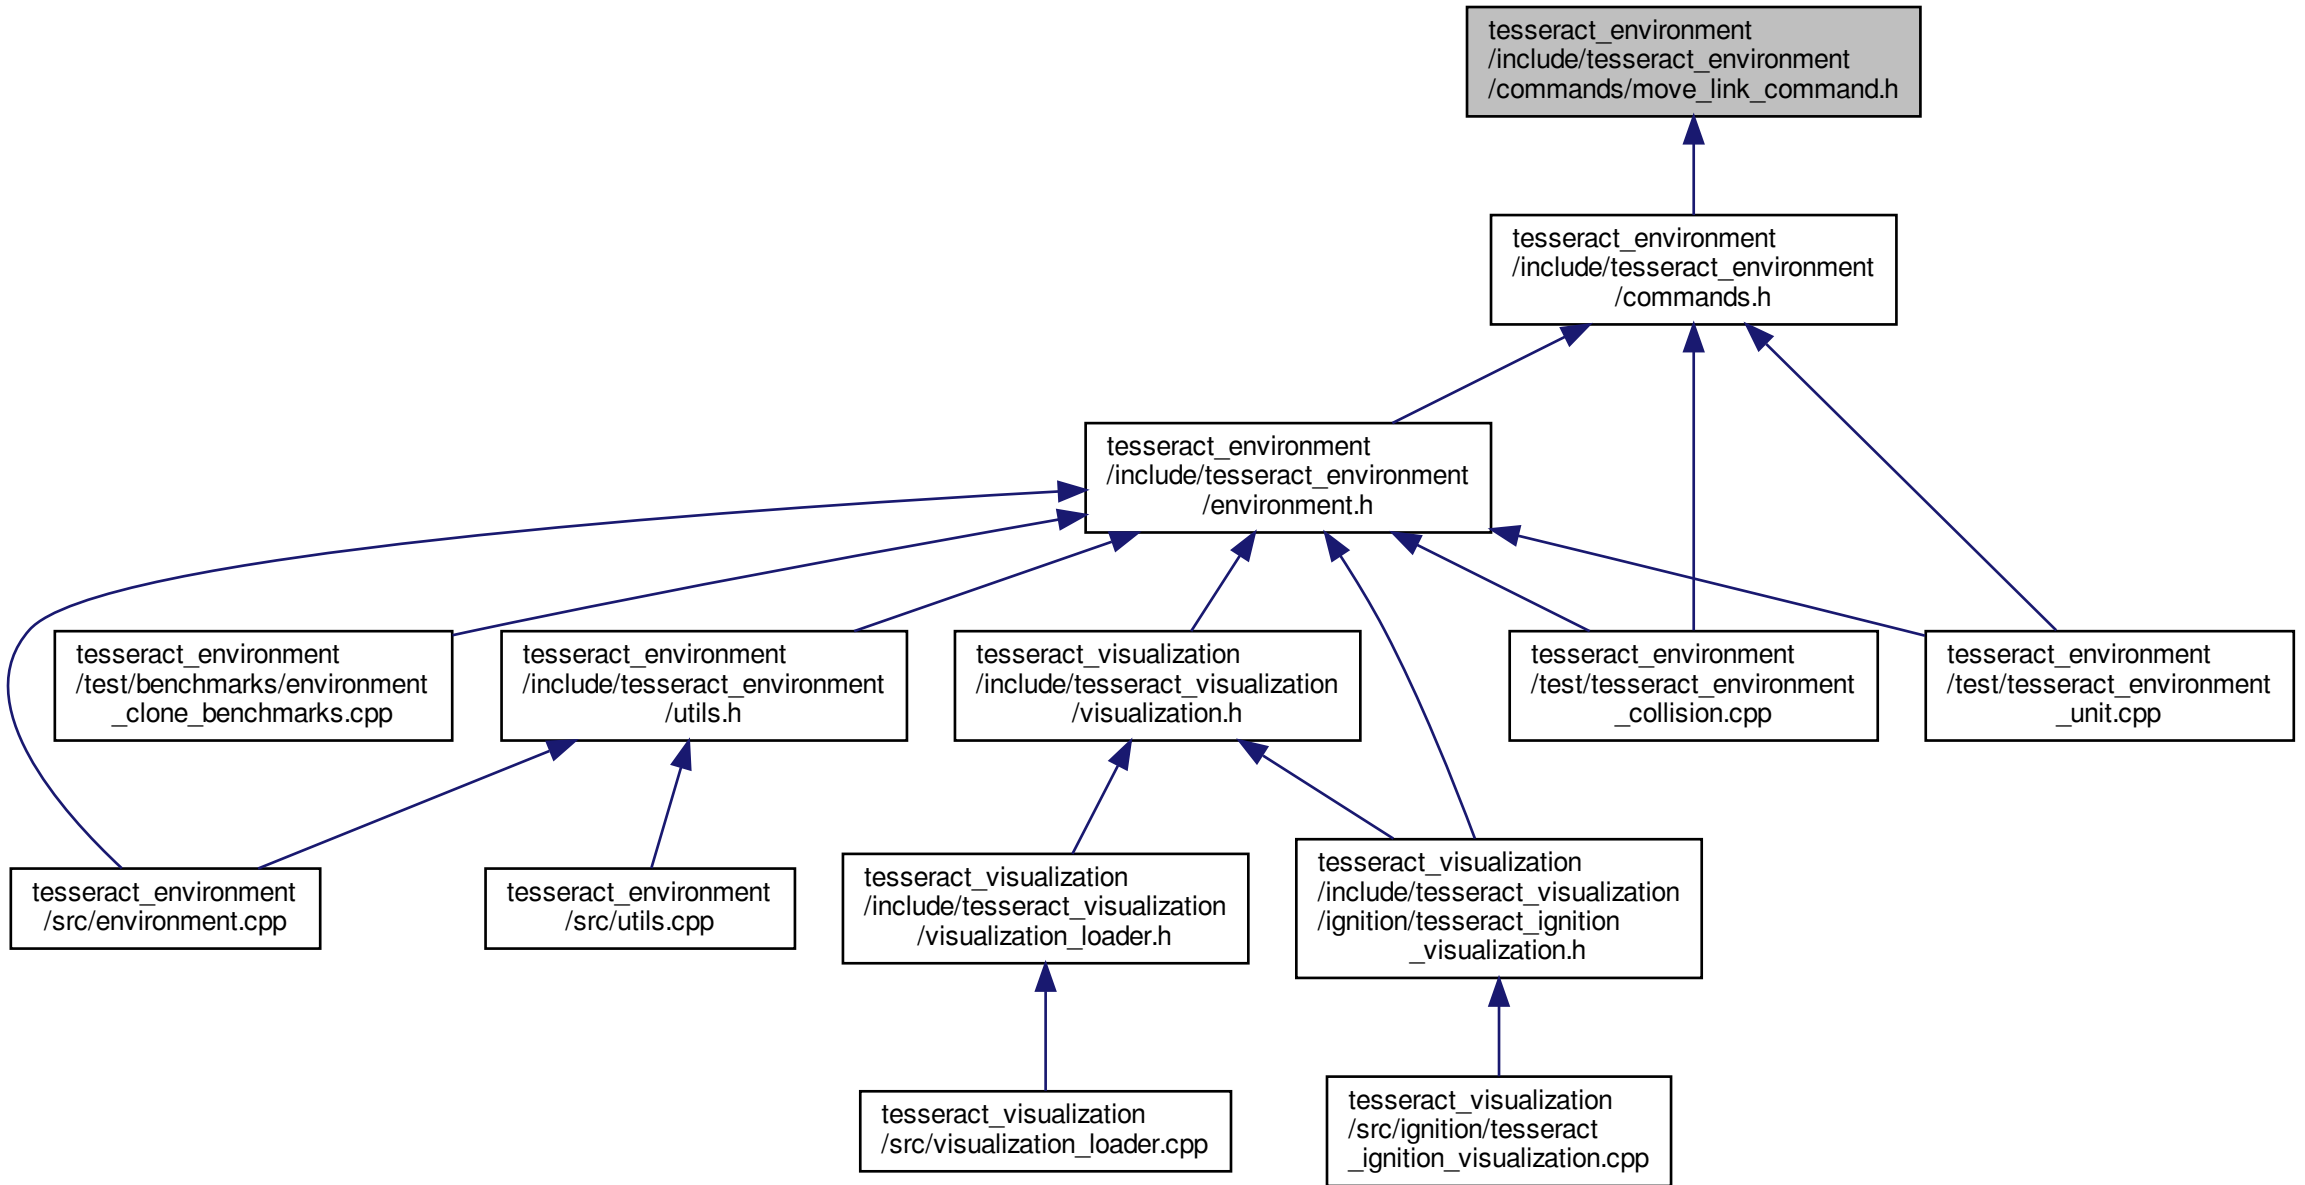 tesseract_environment
/include/tesseract_environment
/commands/move_link_command.h
tesseract_environment
/include/tesseract_environment
/commands.h
tesseract_environment
/include/tesseract_environment
/environment.h
tesseract_environment
/test/benchmarks/environment
_clone_benchmarks.cpp
tesseract_environment
/include/tesseract_environment
/utils.h
tesseract_visualization
/include/tesseract_visualization
/visualization.h
tesseract_environment
/test/tesseract_environment
_collision.cpp
tesseract_environment
/test/tesseract_environment
_unit.cpp
tesseract_environment
/src/environment.cpp
tesseract_environment
/src/utils.cpp
tesseract_visualization
/include/tesseract_visualization
/visualization_loader.h
tesseract_visualization
/include/tesseract_visualization
/ignition/tesseract_ignition
_visualization.h
tesseract_visualization
/src/visualization_loader.cpp
tesseract_visualization
/src/ignition/tesseract
_ignition_visualization.cpp